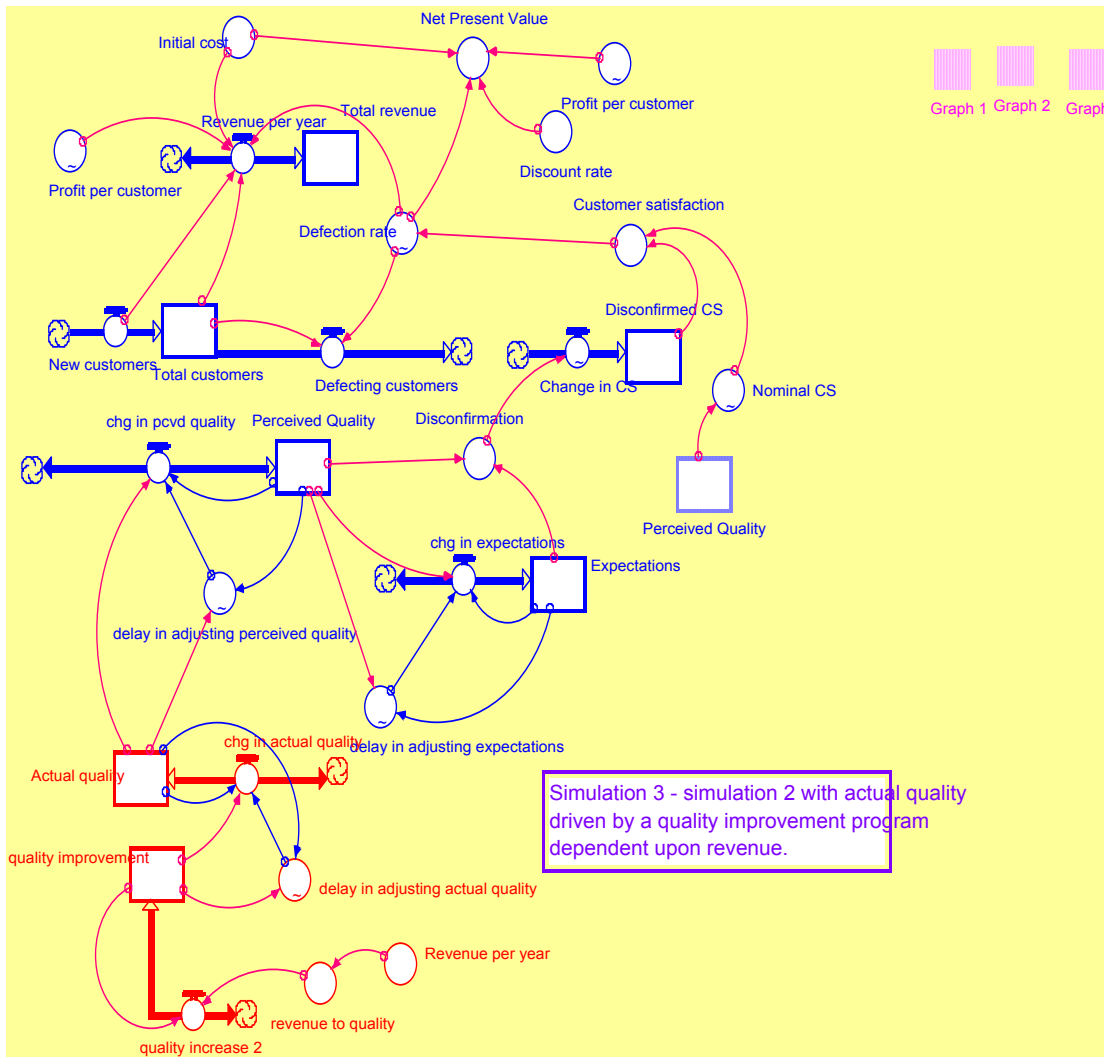 Net Present Value
Initial cost
Profit per customer
Graph 1
Graph 2
Graph
Total revenue
Revenue per year
Profit per customer
Discount rate
Customer satisfaction
Defection rate
Disconfirmed CS
New customers
Total customers
Defecting customers
Change in CS
Nominal CS
chg in pcvd quality
Perceived Quality
Disconfirmation
Perceived Quality
chg in expectations
Expectations
delay in adjusting perceived quality
delay in adjusting expectations
chg in actual quality
Actual quality
Simulation 3 - simulation 2 with actual quality
driven by a quality improvement program
dependent upon revenue.
quality improvement
delay in adjusting actual quality
Revenue per year
revenue to quality
quality increase 2
~
~
~
~
~
~
~
~